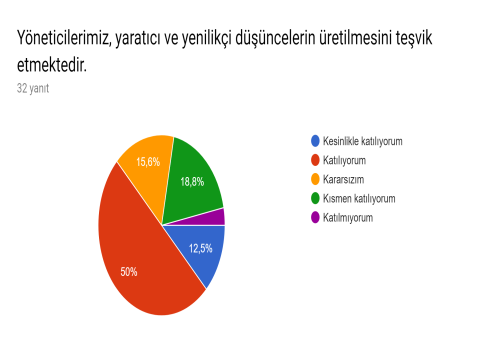 Yöneticilerimiz, yaratıcı ve yenilikçi düşüncelerin üretilmesini teşvik
etmektedir.
32 yanıt
15,6%
18,8%
12,5%
50%
Kesinlikle katılıyorum
Katılıyorum
Kararsızım
Kısmen katılıyorum
Katılmıyorum